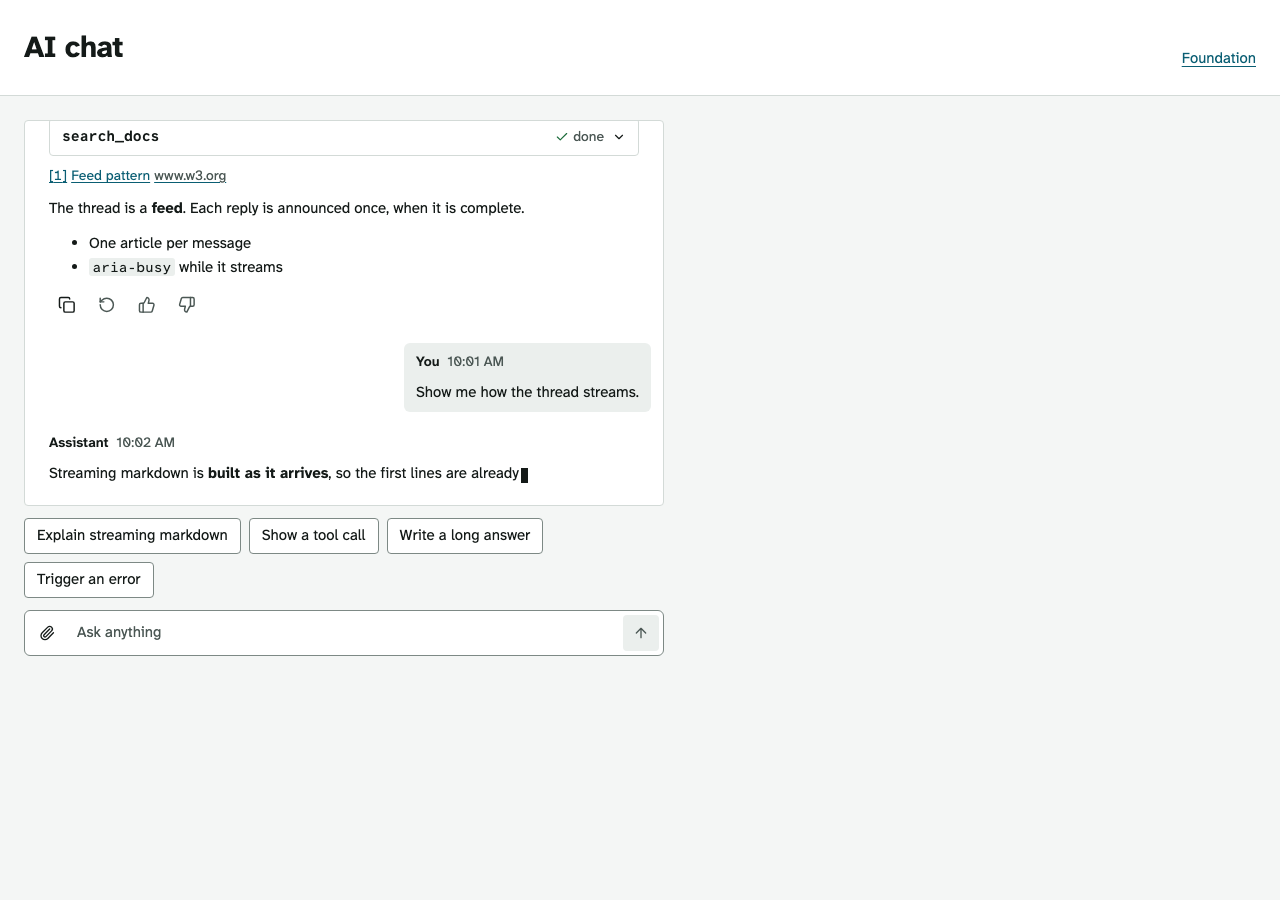 AI chat
Foundation
search_docs
done
[1] Feed pattern www.w3.org
The thread is a feed. Each reply is announced once, when it is complete.
One article per message
aria-busy while it streams
You 10:01 AM
Show me how the thread streams.
Assistant 10:02 AM
Streaming markdown is built as it arrives, so the first lines are already
Explain streaming markdown
Show a tool call
Write a long answer
Trigger an error
Ask anything